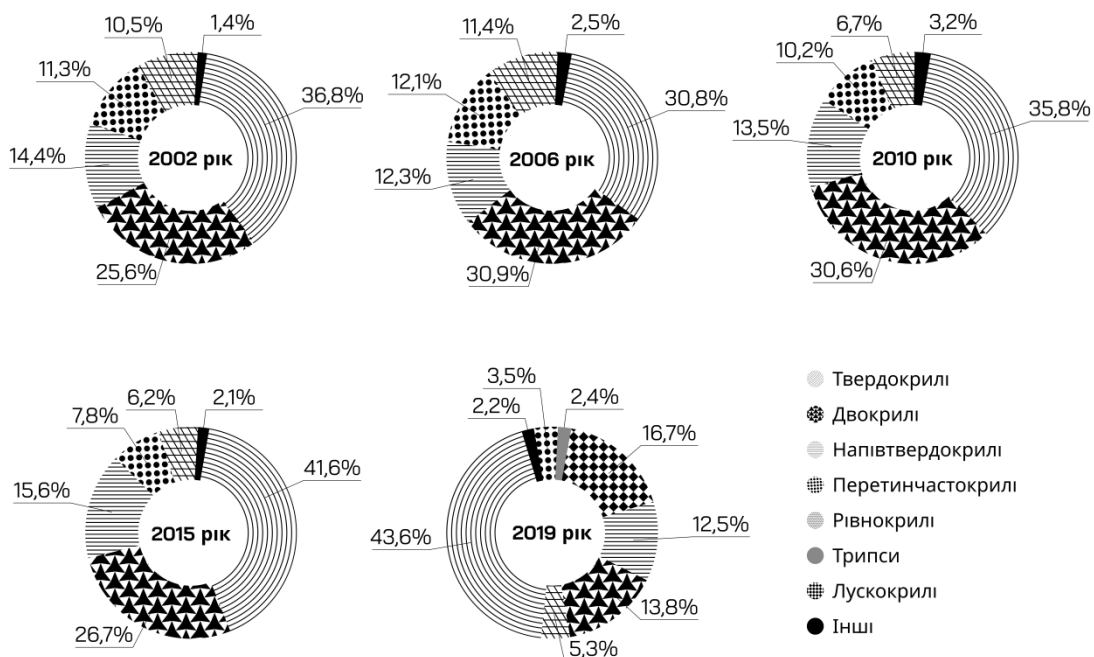 10,5%
1,4%
11,3%
36,8%
14,4%
2002 рік
25,6%
11,4%
2,5%
12,1%
30,8%
12,3%
2006 рік
30,9%
6,7%
3,2%
10,2%
35,8%
13,5%
2010 рік
30,6%
6,2%
2,1%
7,8%
41,6%
15,6%
2015 рік
26,7%
3,5%
2,4%
2,2%
16,7%
43,6%
2019 рік
12,5%
13,8%
5,3%
Твердокрилі
Двокрилі
Напівтвердокрилі
Перетинчастокрилі
Рівнокрилі
Трипси
Лускокрилі
Інші